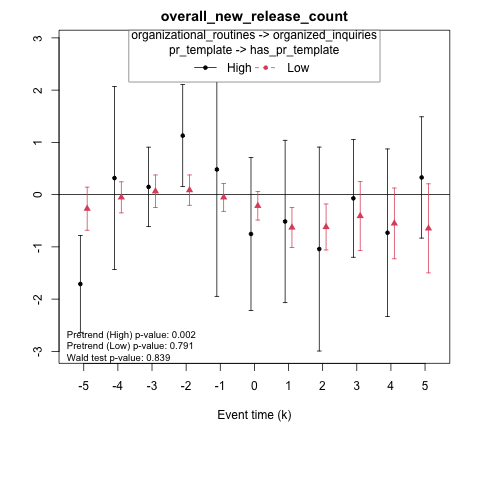 overall_new_release_count
organizational_routines -> organized_inquiries
pr_template -> has_pr_template
High Low
3
2
1
0
-1
-2
-3
Pretrend (High) p-value: 0.002
Pretrend (Low) p-value: 0.791
Wald test p-value: 0.839
-5 -4 -3 -2 -1 0 1 2 3 4 5
Event time (k)